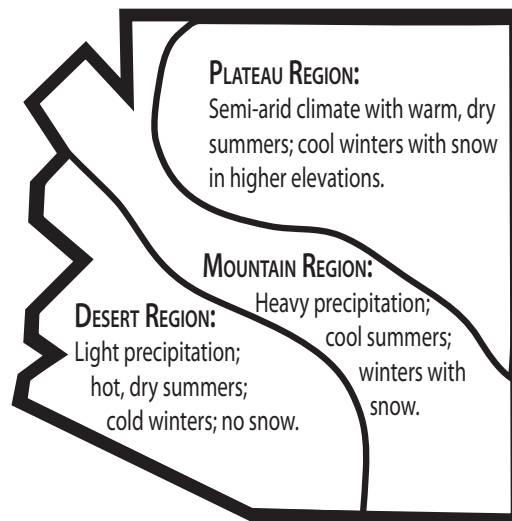 PLATEAU REGION:
Semi-arid climate with warm, dry
summers; cool winters with snow
in higher elevations.
MOUNTAIN REGION:
Heavy precipitation;
cool summers;
winters with
snow.
DESERT REGION:
Light precipitation;
hot, dry summers;
cold winters; no snow.